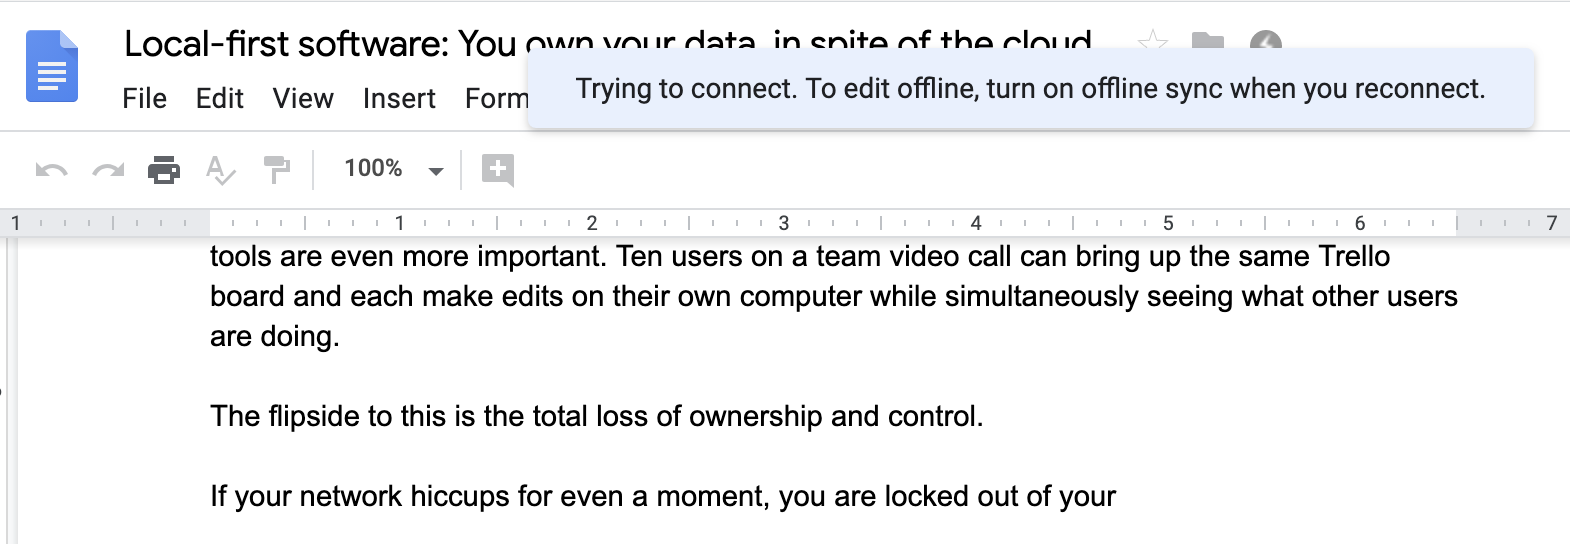 Local-first software: You own your data, in spite of the cloud
Trying to connect. To edit offline, turn on offline sync when you reconnect.
File Edit View Insert Form
100%
1 1 2 3 4 5 6 7
tools are even more important. Ten users on a team video call can bring up the same Trello
board and each make edits on their own computer while simultaneously seeing what other users
are doing.
The flipside to this is the total loss of ownership and control.
If your network hiccups for even a moment, you are locked out of your